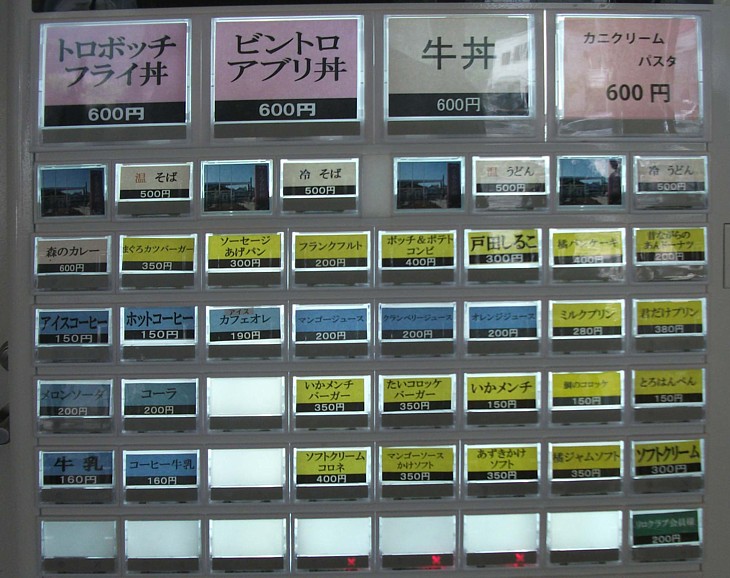 トロボッチ
フライ丼
600円
ビントロ
アブリ丼
600円
牛丼
600円
カニクリーム
パスタ
600円
温 そば
500円
冷 そば
500円
温 うどん
500円
冷 うどん
500円
森のカレー
600円
まぐろカツバーガー
350円
ソーセージ
あげパン
300円
フランクフルト
200円
ボッチ&ポテト
コンビ
400円
戸田しるこ
300円
橘パンケーキ
400円
昔ながらの
あんドーナツ
200円
アイスコーヒー
150円
ホットコーヒー
150円
アイス
カフェオレ
190円
マンゴージュース
200円
クランベリージュース
200円
オレンジジュース
200円
ミルクプリン
280円
君だけプリン
380円
メロンソーダ
200円
コーラ
200円
いかメンチ
バーガー
350円
たいコロッケ
バーガー
350円
いかメンチ
150円
鯛のコロッケ
150円
とろはんぺん
150円
牛乳
160円
コーヒー牛乳
160円
ソフトクリーム
コロネ
400円
マンゴーソース
かけソフト
350円
あずきかけ
ソフト
350円
橘ジャムソフト
350円
ソフトクリーム
300円
200円